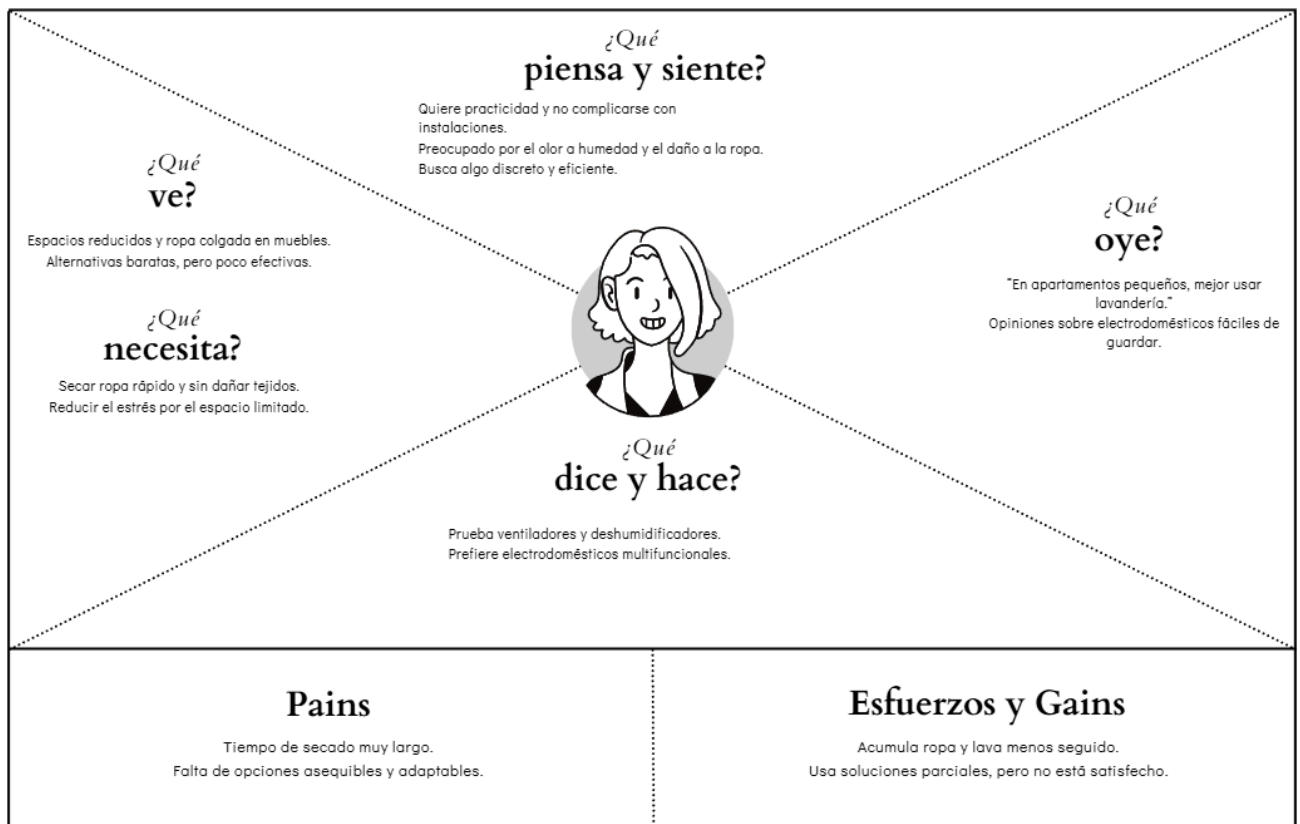 ¿Qué
piensa y siente?
Quiere practicidad y no complicarse con
instalaciones.
Preocupado por el olor a humedad y el daño a la ropa.
Busca algo discreto y eficiente.
¿Qué
ve?
Espacios reducidos y ropa colgada en muebles.
Alternativas baratas, pero poco efectivas.
¿Qué
necesita?
Secar ropa rápido y sin dañar tejidos.
Reducir el estrés por el espacio limitado.
¿Qué
oye?
"En apartamentos pequeños, mejor usar
lavandería."
Opiniones sobre electrodomésticos fáciles de
guardar.
¿Qué
dice y hace?
Prueba ventiladores y deshumidificadores.
Prefiere electrodomésticos multifuncionales.
Pains
Tiempo de secado muy largo.
Falta de opciones asequibles y adaptables.
Esfuerzos y Gains
Acumula ropa y lava menos seguido.
Usa soluciones parciales, pero no está satisfecho.